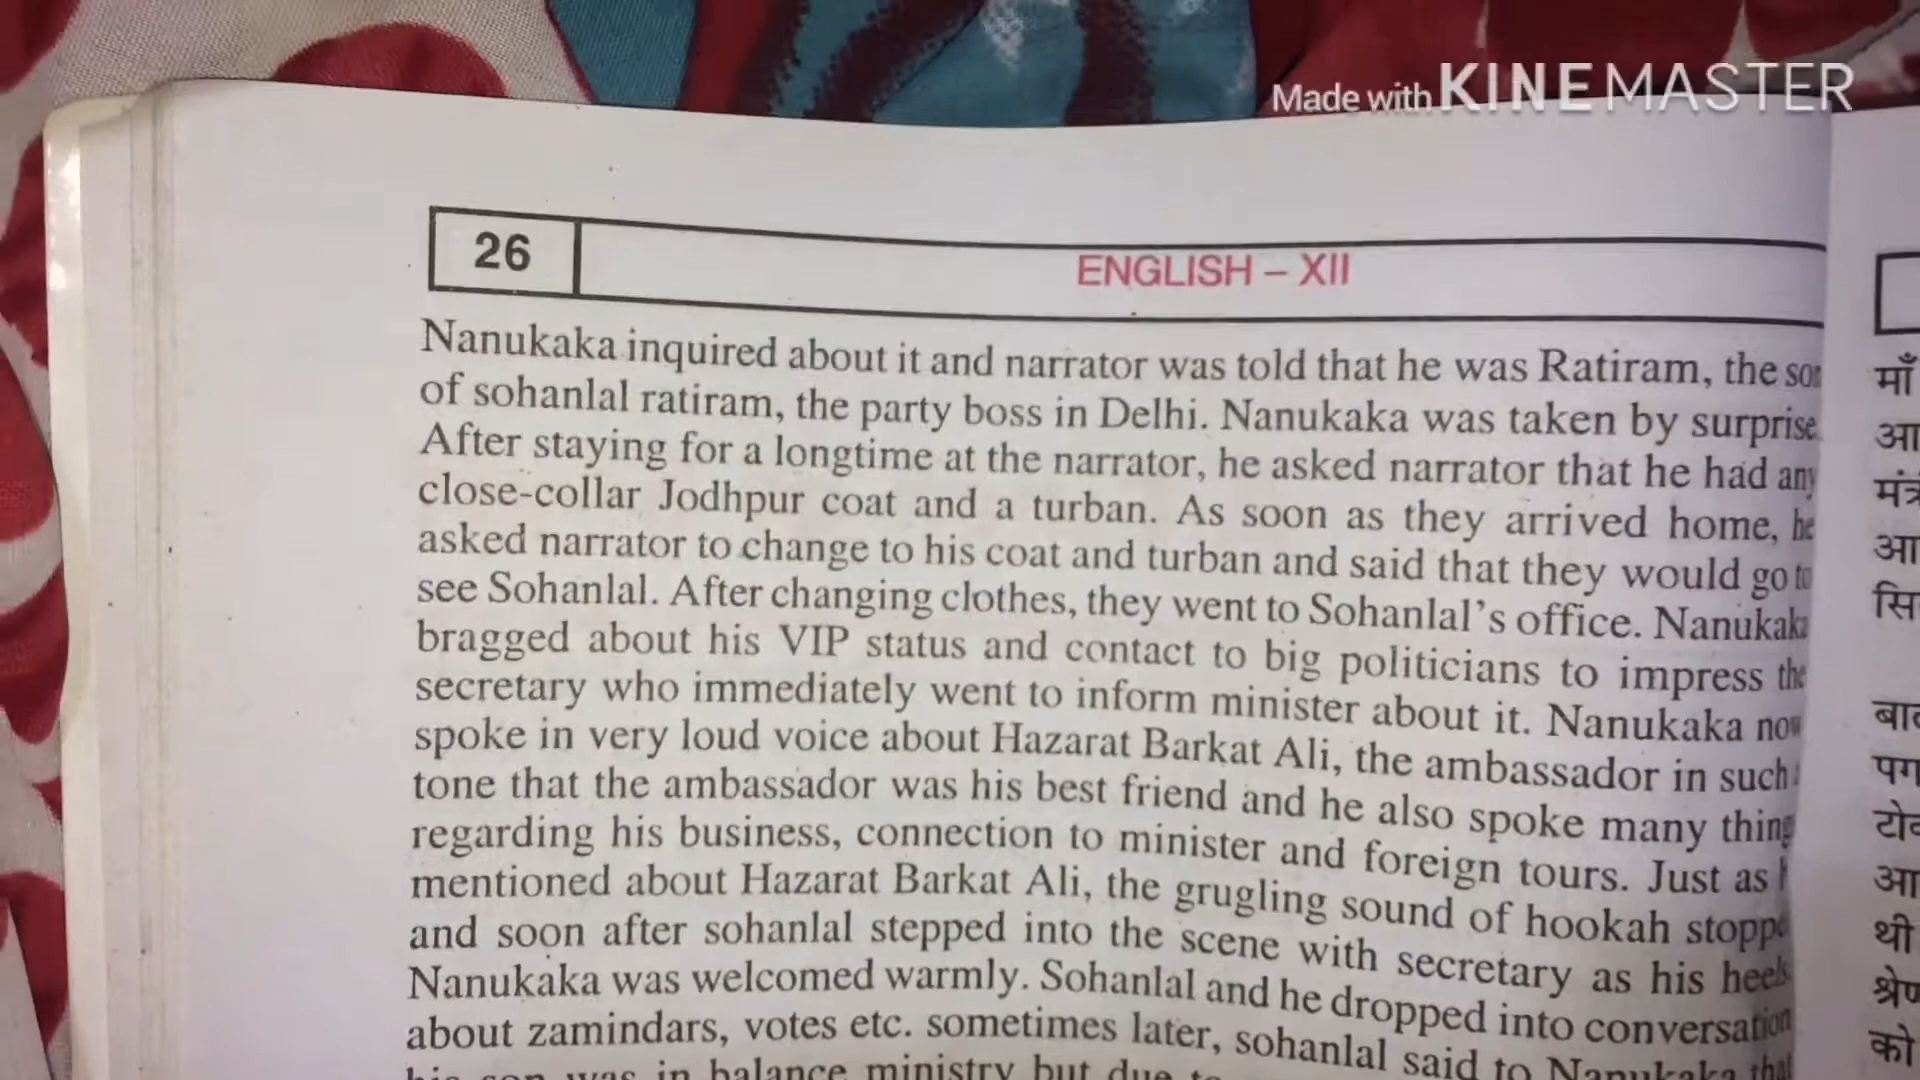 Made with KINEMASTER
26
ENGLISH – XII
Nanukaka inquired about it and narrator was told that he was Ratiram, the
of sohanlal ratiram, the party boss in Delhi. Nanukaka was taken by surprise.
After staying for a longtime at the narrator, he asked narrator that he had any
close-collar Jodhpur coat and a turban. As soon as they arrived home, he
asked narrator to change to his coat and turban and said that they would go to
see Sohanlal. After changing clothes, they went to Sohanlal's office. Nanukaka
bragged about his VIP status and contact to big politicians to impress the
secretary who immediately went to inform minister about it. Nanukaka now
spoke in very loud voice about Hazarat Barkat Ali, the ambassador in such
tone that the ambassador was his best friend and he also spoke many thing
regarding his business, connection to minister and foreign tours. Just as
mentioned about Hazarat Barkat Ali, the grugling sound of hookah
and soon after sohanlal stepped into the scene with secretary as his heels
Nanukaka was welcomed warmly. Sohanlal and he dropped into conversation
about zamindars, votes etc. sometimes later, sohanlal said to Nanukaka that
his son was in balance ministry but due to
माँ
थी
को